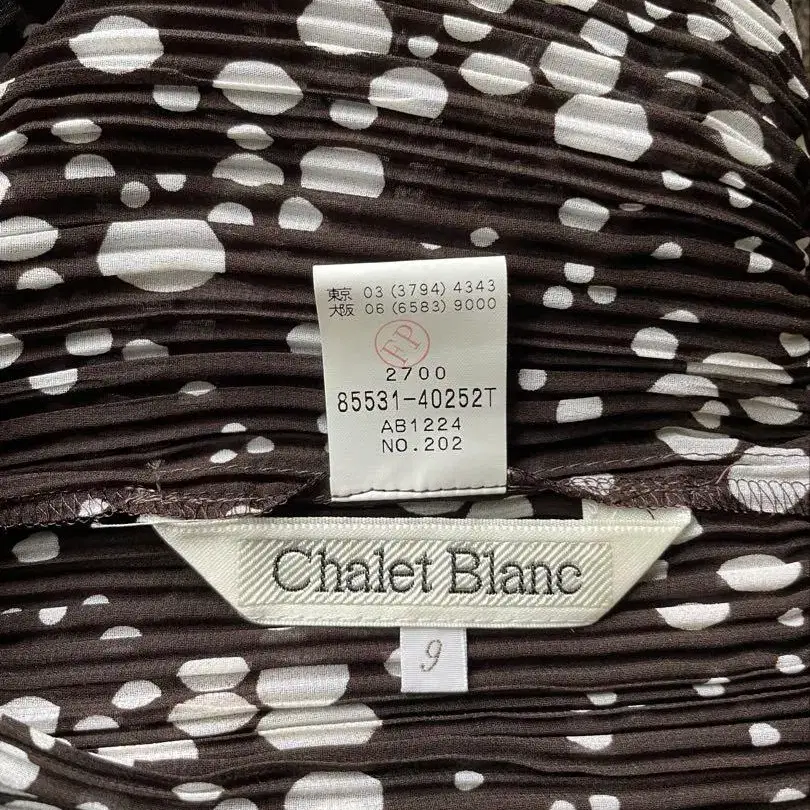 東京 03 (3794) 4343
大阪 06 (6583) 9000
FP
2700
85531-40252T
AB1224
NO.202
Chalet Blanc
9